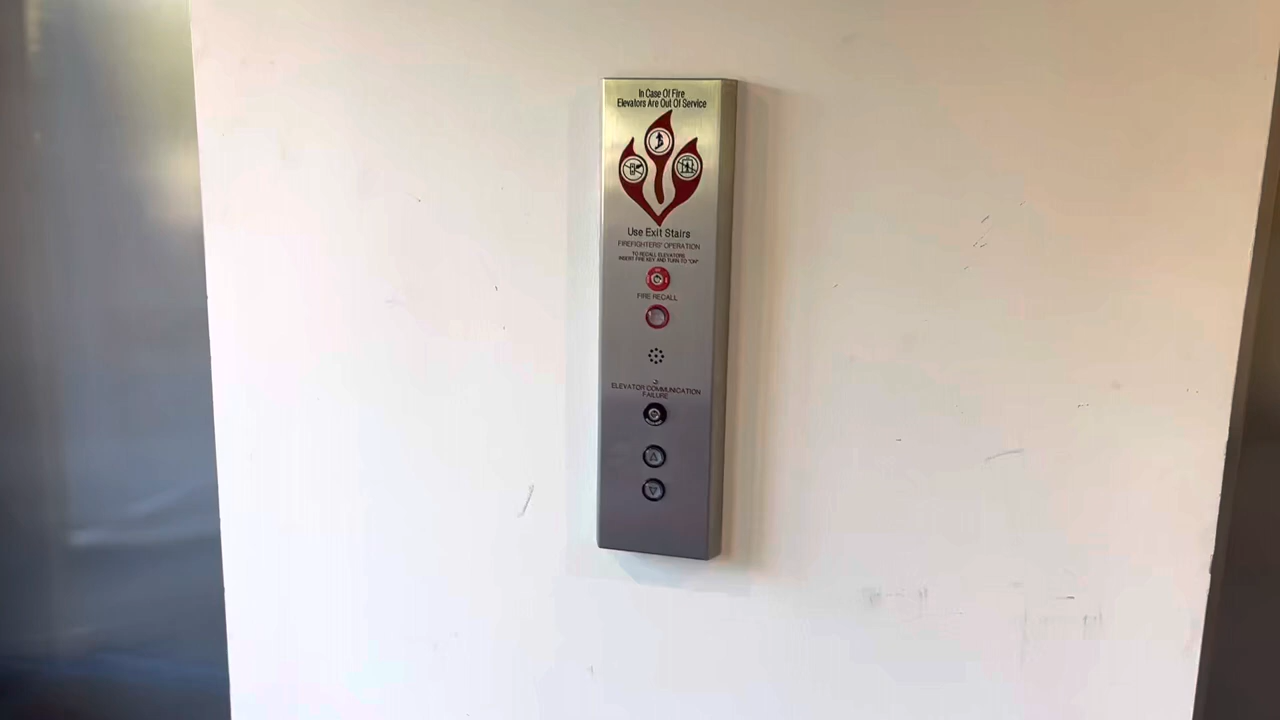 In Case Of Fire
Elevators Are Out Of Service
Use Exit Stairs
FIREFIGHTERS' OPERATION
TO RECALL ELEVATORS
INSERT FIRE KEY AND TURN TO "ON"
FIRE RECALL
ELEVATOR COMMUNICATION
FAILURE